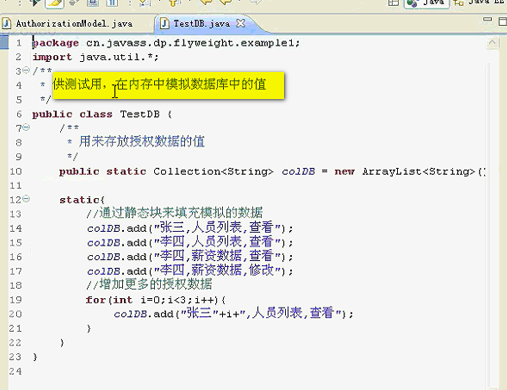 Java
Java EE
AuthorizationModel.java
TestDB.java
1 package cn.javass.dp.flyweight.example1;
2 import java.util.*;
3 /**
4  * 供测试用，在内存中模拟数据库中的值
5  */
6 public class TestDB {
7     /**
8      * 用来存放授权数据的值
9      */
10     public static Collection<String> colDB = new ArrayList<String>()
11
12     static{
13         //通过静态块来填充模拟的数据
14         colDB.add("张三,人员列表,查看");
15         colDB.add("李四,人员列表,查看");
16         colDB.add("李四,薪资数据,查看");
17         colDB.add("李四,薪资数据,修改");
18         //增加更多的授权数据
19         for(int i=0;i<3;i++){
20             colDB.add("张三"+i+",人员列表,查看");
21         }
22     }
23 }
24